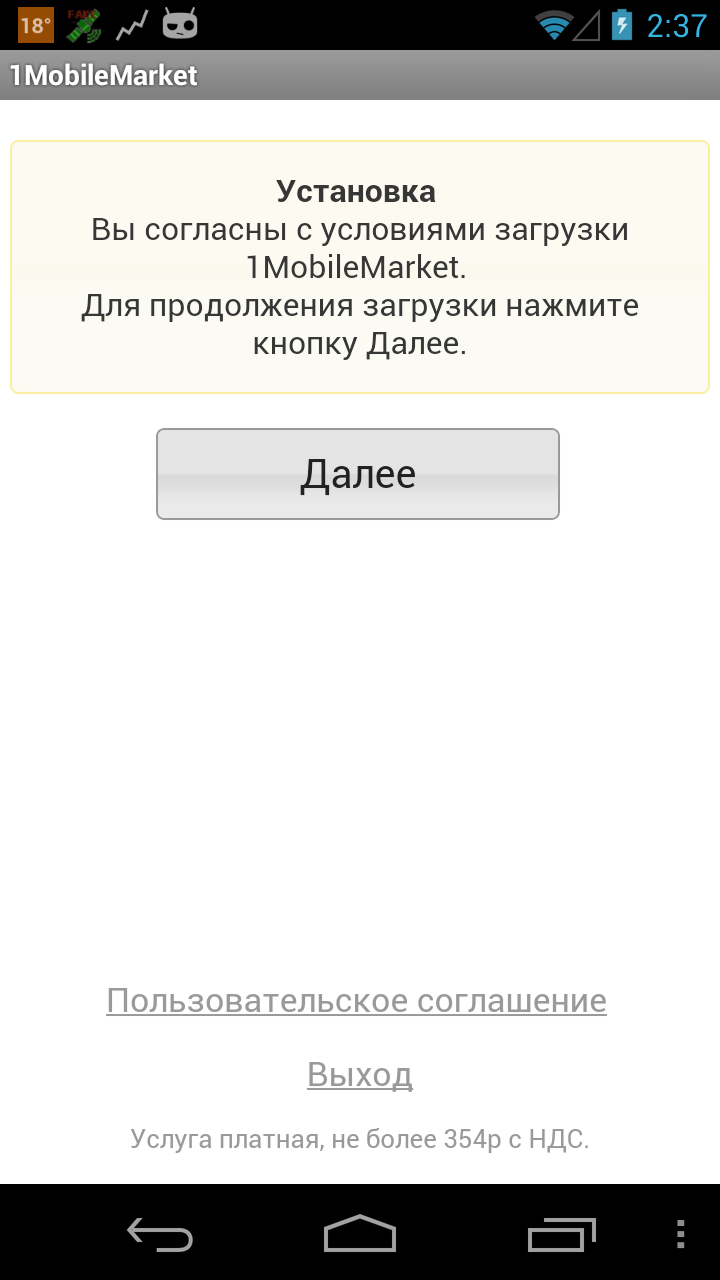 18°
FAKE
2:37
1MobileMarket
Установка
Вы согласны с условиями загрузки
1MobileMarket.
Для продолжения загрузки нажмите
кнопку Далее.
Далее
Пользовательское соглашение
Выход
Услуга платная, не более 354р с НДС.